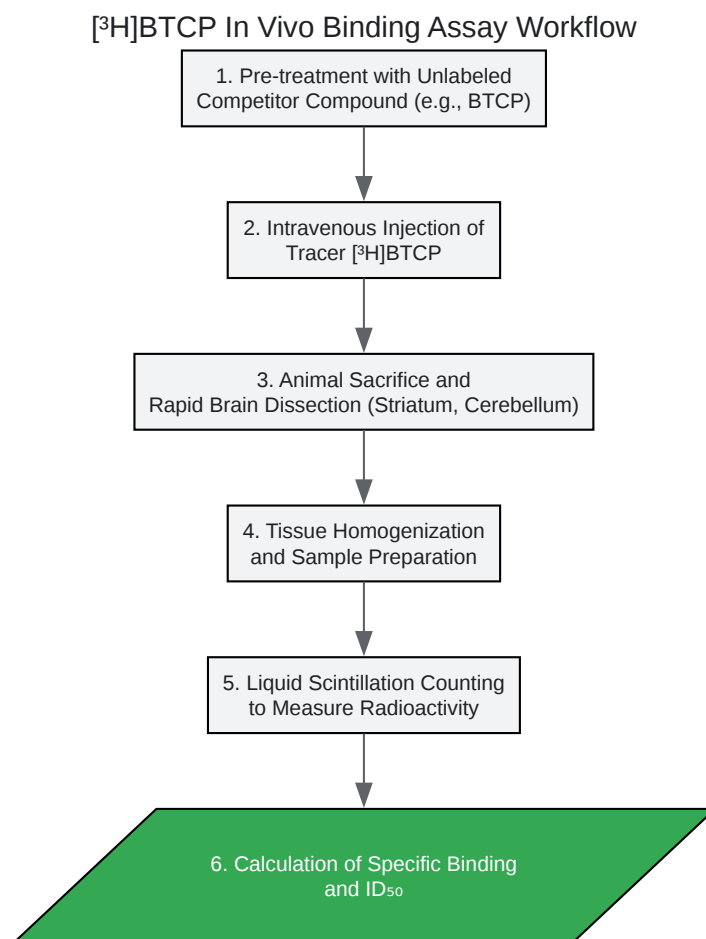 [³H]BTCP In Vivo Binding Assay Workflow
1. Pre-treatment with Unlabeled
Competitor Compound (e.g., BTCP)
2. Intravenous Injection of
Tracer [³H]BTCP
3. Animal Sacrifice and
Rapid Brain Dissection (Striatum, Cerebellum)
4. Tissue Homogenization
and Sample Preparation
5. Liquid Scintillation Counting
to Measure Radioactivity
6. Calculation of Specific Binding
and ID₅₀